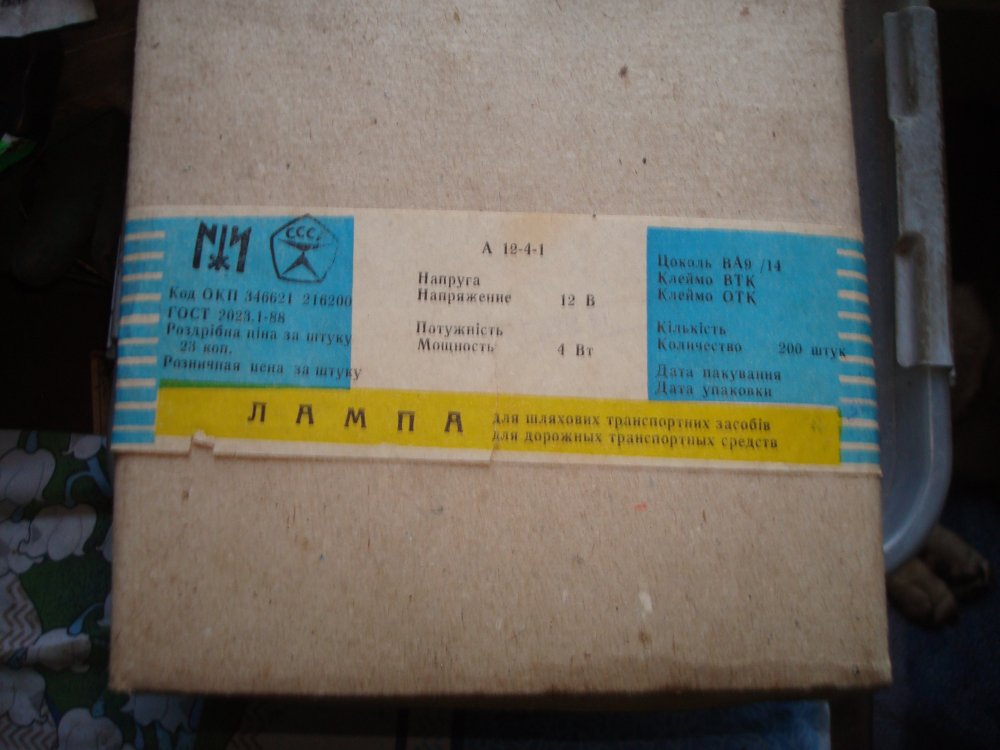 СССР
Код ОКП 346621 216200
ГОСТ 2023.1-88
Роздрібна ціна за штуку
23 коп.
Розничная цена за штуку
А 12-4-1
Напруга
Напряжение 12 В
Потужність
Мощность 4 Вт
Цоколь ВА9 /14
Клеймо ВТК
Клеймо ОТК
Кількість
Количество 200 штук
Дата пакування
Дата упаковки
ЛАМПА
для шляхових транспортних засобів
для дорожных транспортных средств